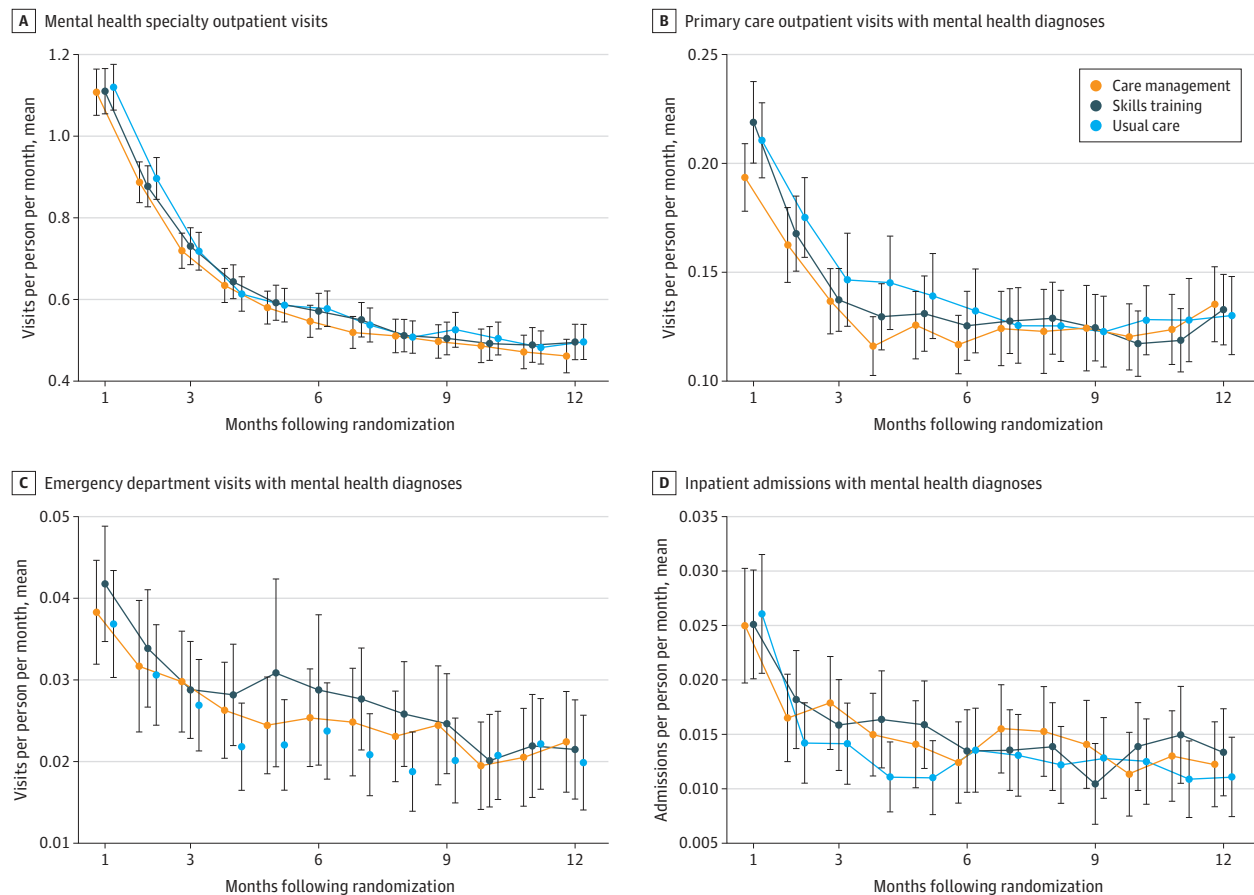 A Mental health specialty outpatient visits
Visits per person per month, mean
1.2
1.0
0.8
0.6
0.4
1 3 6 9 12
Months following randomization
B Primary care outpatient visits with mental health diagnoses
Visits per person per month, mean
0.25
0.20
0.15
0.10
Care management
Skills training
Usual care
1 3 6 9 12
Months following randomization
C Emergency department visits with mental health diagnoses
Visits per person per month, mean
0.05
0.04
0.03
0.02
0.01
1 3 6 9 12
Months following randomization
D Inpatient admissions with mental health diagnoses
Admissions per person per month, mean
0.035
0.030
0.025
0.020
0.015
0.010
0.005
1 3 6 9 12
Months following randomization